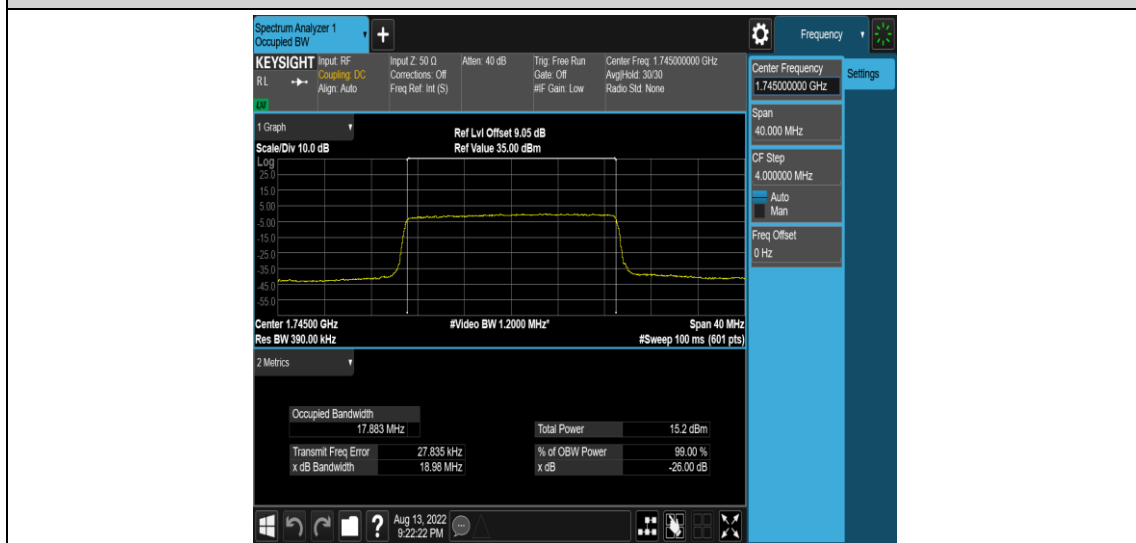 Spectrum Analyzer 1
Occupied BW
+
Frequency
KEYSIGHT
RL
Input: RF
Coupling: DC
Align: Auto
Input Z: 50 Ω
Corrections: Off
Freq Ref: Int (S)
Atten: 40 dB
Trig: Free Run
Gate: Off
#IF Gain: Low
Center Freq: 1.745000000 GHz
Avg|Hold: 30/30
Radio Std: None
Center Frequency
1.745000000 GHz
Settings
Span
40.000 MHz
CF Step
4.000000 MHz
Auto
Man
Freq Offset
0 Hz
1 Graph
Ref Lvl Offset 9.05 dB
Scale/Div 10.0 dB
Ref Value 35.00 dBm
Log
25.0
15.0
5.00
-5.00
-15.0
-25.0
-35.0
-45.0
-55.0
Center 1.74500 GHz
#Video BW 1.2000 MHz*
Span 40 MHz
Res BW 390.00 kHz
#Sweep 100 ms (601 pts)
2 Metrics
Occupied Bandwidth
17.883 MHz
Total Power 15.2 dBm
Transmit Freq Error 27.835 kHz
% of OBW Power 99.00 %
x dB Bandwidth 18.98 MHz
x dB -26.00 dB
?
Aug 13, 2022
9:22:22 PM